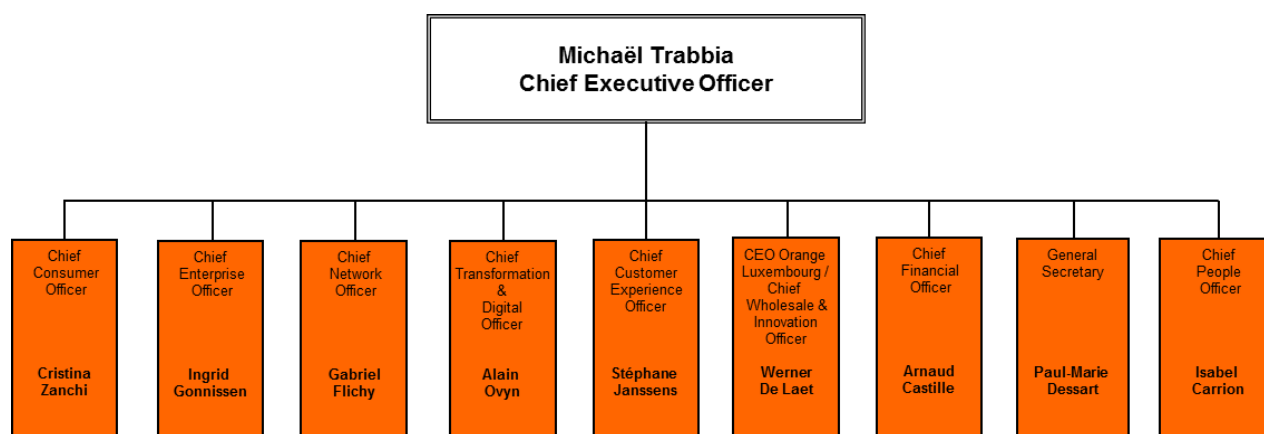 Michaël Trabbia
Chief Executive Officer
Chief
Consumer
Officer
Cristina
Zanchi
Chief
Enterprise
Officer
Ingrid
Gonnissen
Chief
Network
Officer
Gabriel
Flichy
Chief
Transformation
&
Digital
Officer
Alain
Ovyn
Chief
Customer
Experience
Officer
Stéphane
Janssens
CEO Orange
Luxembourg /
Chief
Wholesale &
Innovation
Officer
Werner
De Laet
Chief
Financial
Officer
Arnaud
Castille
General
Secretary
Paul-Marie
Dessart
Chief
People
Officer
Isabel
Carrion